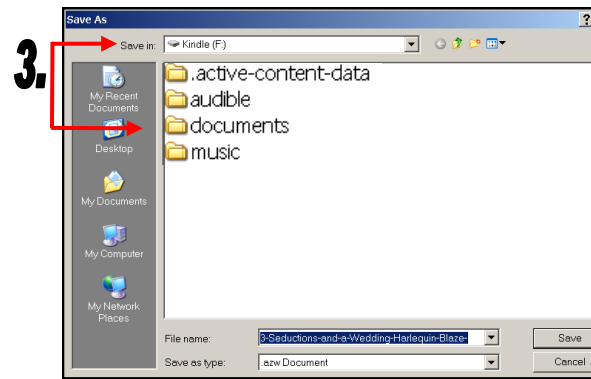 Save As
?
3.
Save in:
Kindle (F:)
My Recent
Documents
Desktop
My Documents
My Computer
My Network
Places
.active-content-data
audible
documents
music
File name:
3-Seductions-and-a-Wedding-Harlequin-Blaze-
Save
Save as type:
.azw Document
Cancel